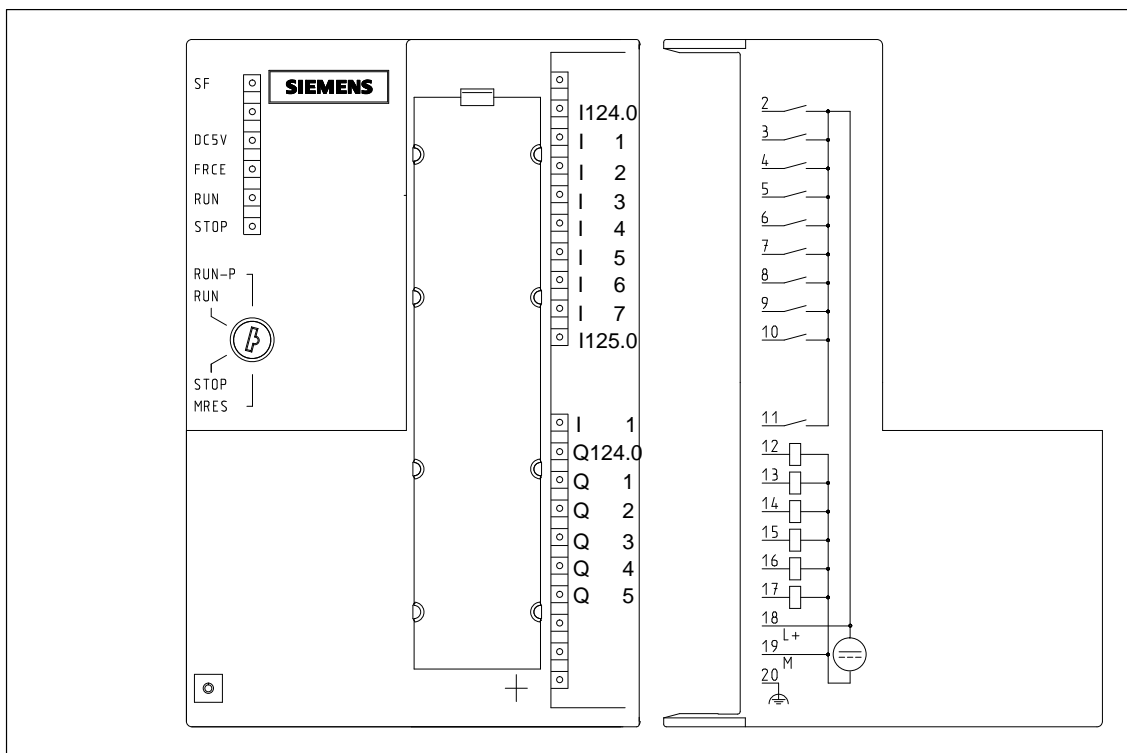 SF
SIEMENS
DC5V
FRCE
RUN
STOP
RUN-P
RUN
STOP
MRES
I124.0
I 1
I 2
I 3
I 4
I 5
I 6
I 7
I125.0
I 1
Q124.0
Q 1
Q 2
Q 3
Q 4
Q 5
2
3
4
5
6
7
8
9
10
11
12
13
14
15
16
17
18
L+
19
M
20